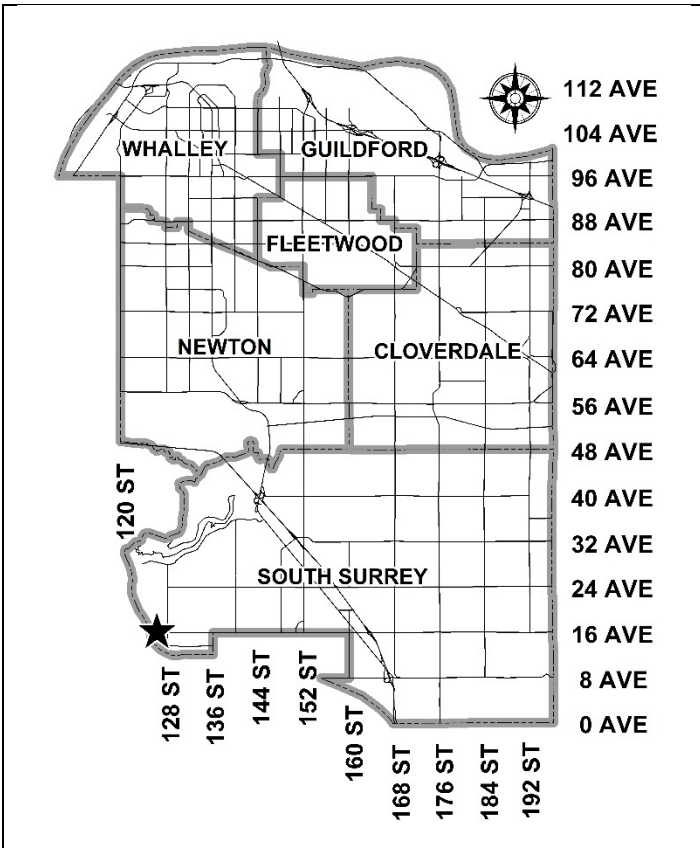 112 AVE
104 AVE
WHALLEY
GUILDFORD
96 AVE
88 AVE
FLEETWOOD
80 AVE
72 AVE
NEWTON
CLOVERDALE
64 AVE
56 AVE
48 AVE
120 ST
40 AVE
32 AVE
SOUTH SURREY
24 AVE
16 AVE
8 AVE
0 AVE
128 ST
136 ST
144 ST
152 ST
160 ST
168 ST
176 ST
184 ST
192 ST